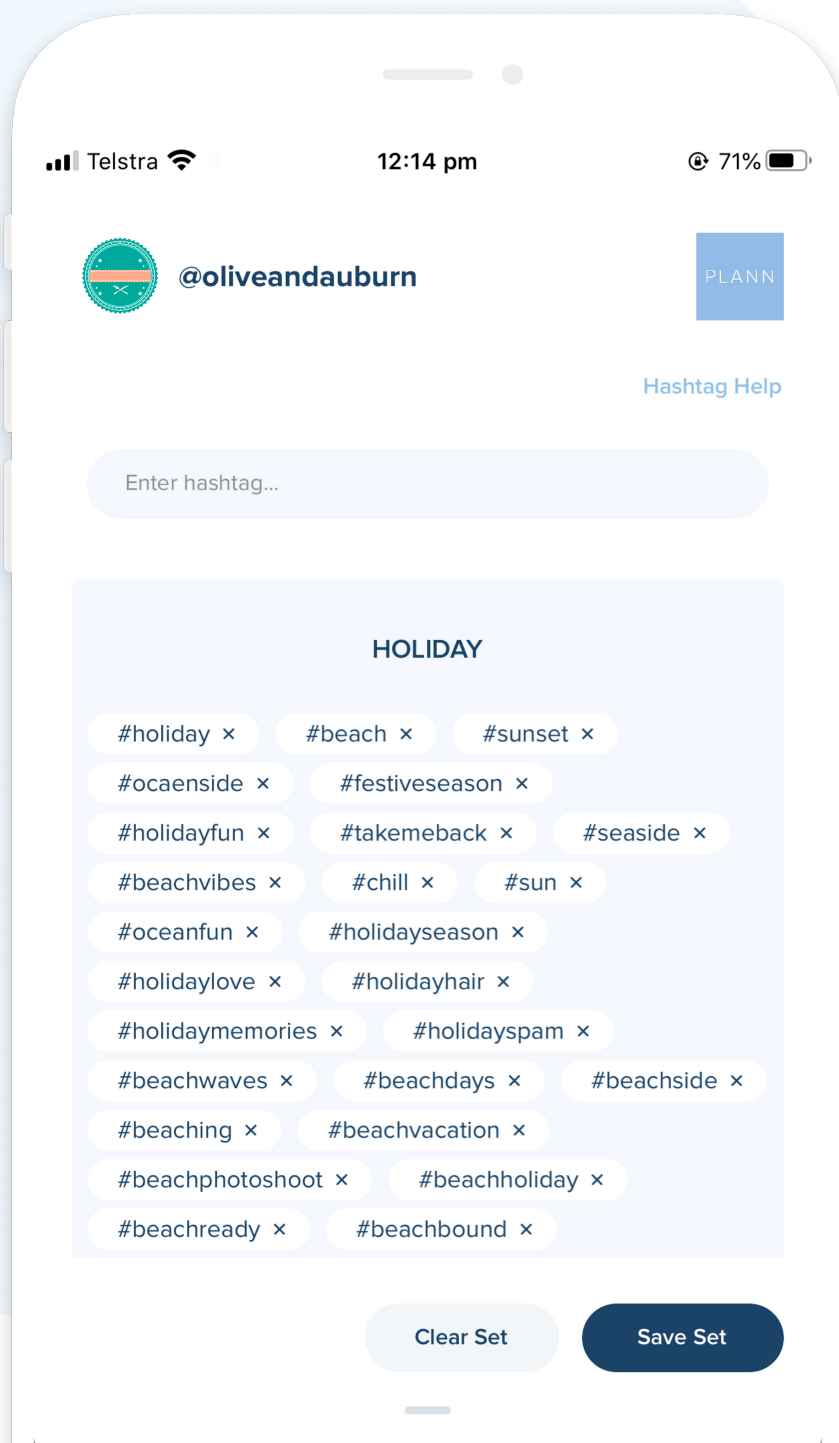 Telstra 12:14 pm 71%
@oliveandauburn PLANN
Hashtag Help
Enter hashtag...
HOLIDAY
#holiday × #beach × #sunset ×
#ocaenside × #festiveseason ×
#holidayfun × #takemeback × #seaside ×
#beachvibes × #chill × #sun ×
#oceanfun × #holidayseason ×
#holidaylove × #holidayhair ×
#holidaymemories × #holidayspam ×
#beachwaves × #beachdays × #beachside ×
#beaching × #beachvacation ×
#beachphotoshoot × #beachholiday ×
#beachready × #beachbound ×
Clear Set Save Set